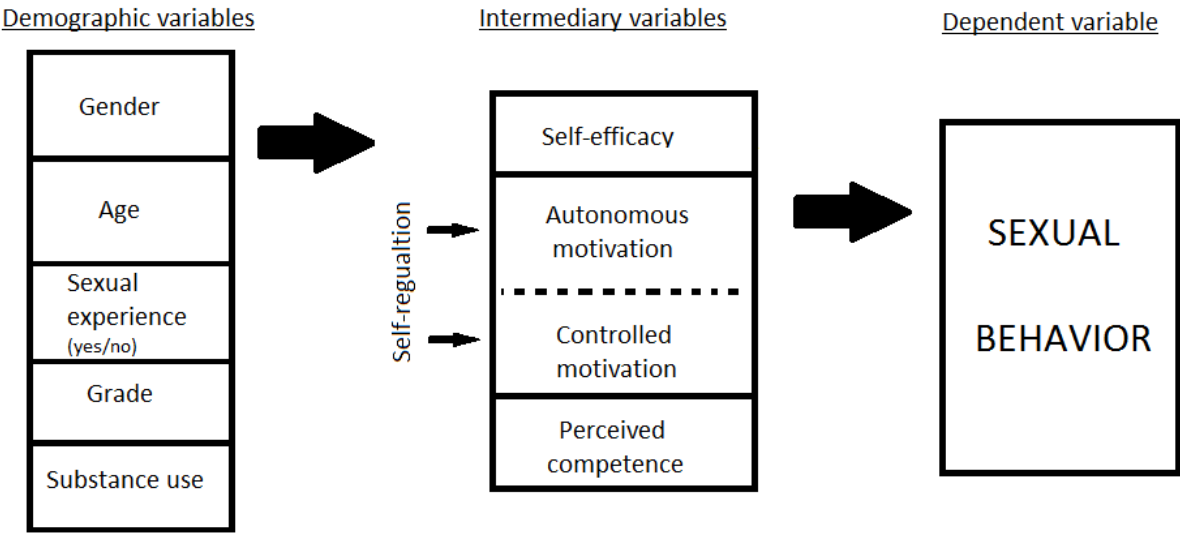 Demographic variables
Gender
Age
Sexual
experience
(yes/no)
Grade
Substance use
Intermediary variables
Self-efficacy
Self-regualtion
Autonomous
motivation
Controlled
motivation
Perceived
competence
Dependent variable
SEXUAL
BEHAVIOR